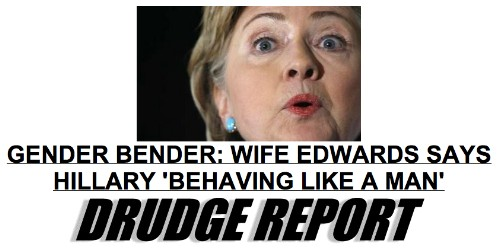 GENDER BENDER: WIFE EDWARDS SAYS
HILLARY 'BEHAVING LIKE A MAN'
DRUDGE REPORT